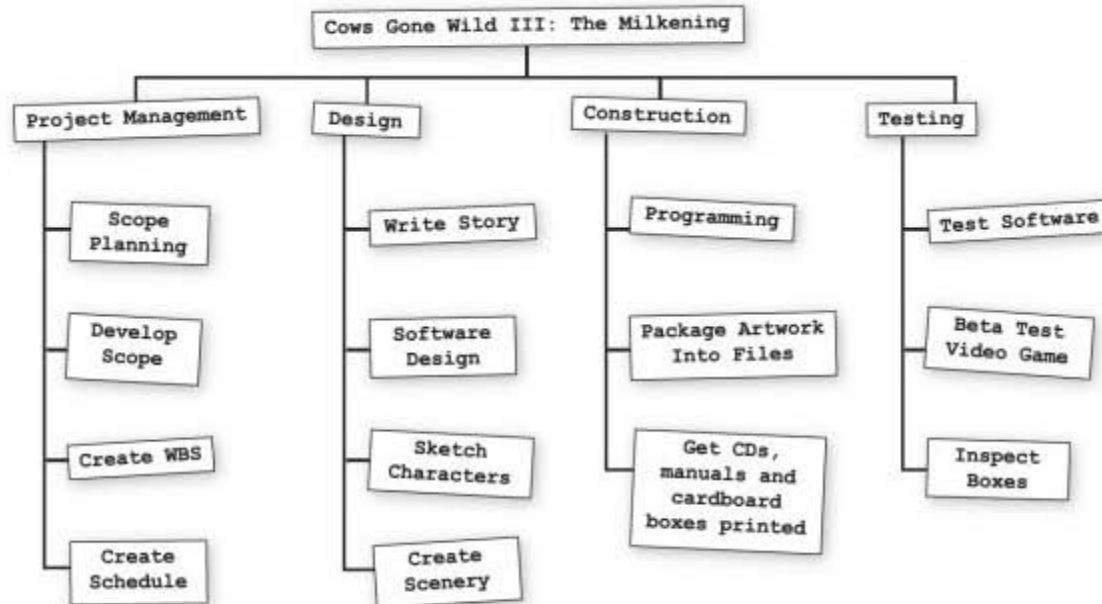 Cows Gone Wild III: The Milkening
Project Management
Design
Construction
Testing
Scope
Planning
Develop
Scope
Create WBS
Create
Schedule
Write Story
Software
Design
Sketch
Characters
Create
Scenery
Programming
Package Artwork
Into Files
Get CDs,
manuals and
cardboard
boxes printed
Test Software
Beta Test
Video Game
Inspect
Boxes